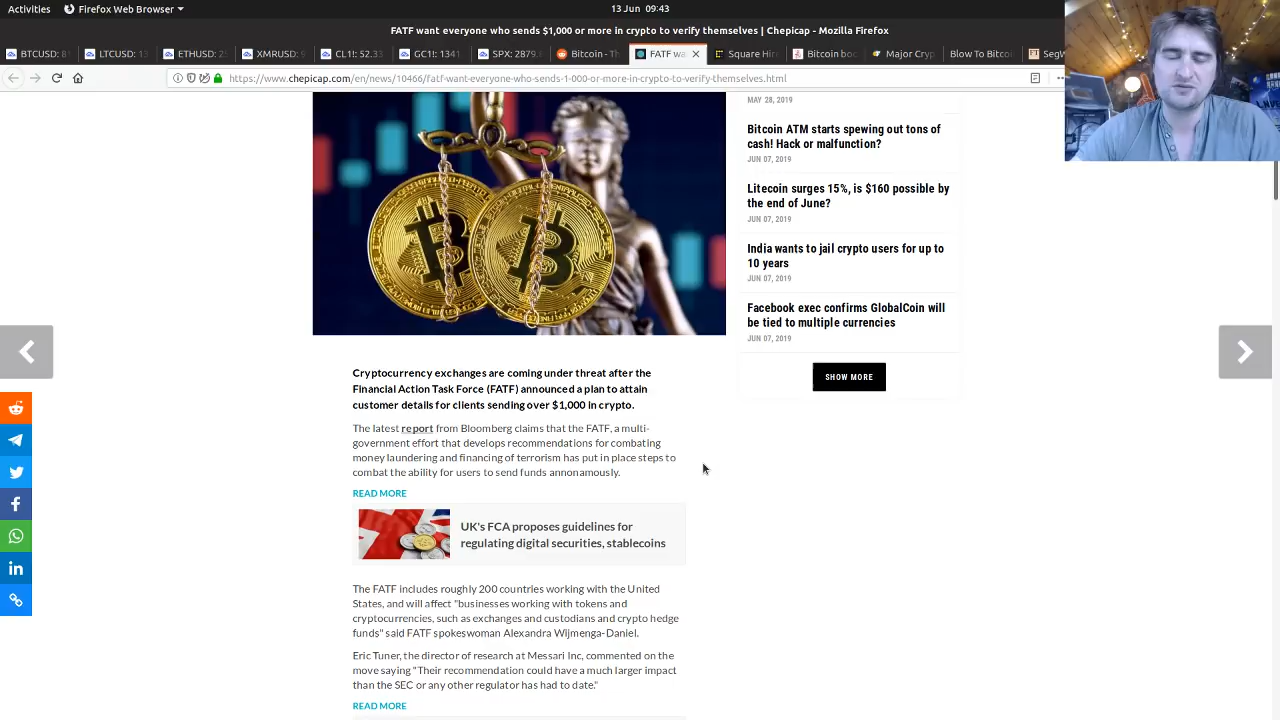 Activities
Firefox Web Browser
13 Jun 09:43
FATF want everyone who sends $1,000 or more in crypto to verify themselves | Chepicap - Mozilla Firefox
BTCUSD: 8
LTCUSD: 13
ETHUSD: 25
XMRUSD: 9
CL1!: 52.33
GC1!: 1341
SPX: 2879.
Bitcoin - Th
FATF wa
Square Hir
Bitcoin boo
Major Cryp
Blow To Bitco
SegW
https://www.chepicap.com/en/news/10466/fatf-want-everyone-who-sends-1-000-or-more-in-crypto-to-verify-themselves.html
MAY 28, 2019
Bitcoin ATM starts spewing out tons of
cash! Hack or malfunction?
JUN 07, 2019
Litecoin surges 15%, is $160 possible by
the end of June?
JUN 07, 2019
India wants to jail crypto users for up to
10 years
JUN 07, 2019
Facebook exec confirms GlobalCoin will
be tied to multiple currencies
JUN 07, 2019
SHOW MORE
Cryptocurrency exchanges are coming under threat after the
Financial Action Task Force (FATF) announced a plan to attain
customer details for clients sending over $1,000 in crypto.
The latest report from Bloomberg claims that the FATF, a multi-
government effort that develops recommendations for combating
money laundering and financing of terrorism has put in place steps to
combat the ability for users to send funds annonamously.
READ MORE
UK's FCA proposes guidelines for
regulating digital securities, stablecoins
The FATF includes roughly 200 countries working with the United
States, and will affect "businesses working with tokens and
cryptocurrencies, such as exchanges and custodians and crypto hedge
funds" said FATF spokeswoman Alexandra Wijmenga-Daniel.
Eric Tuner, the director of research at Messari Inc, commented on the
move saying "Their recommendation could have a much larger impact
than the SEC or any other regulator has had to date."
READ MORE